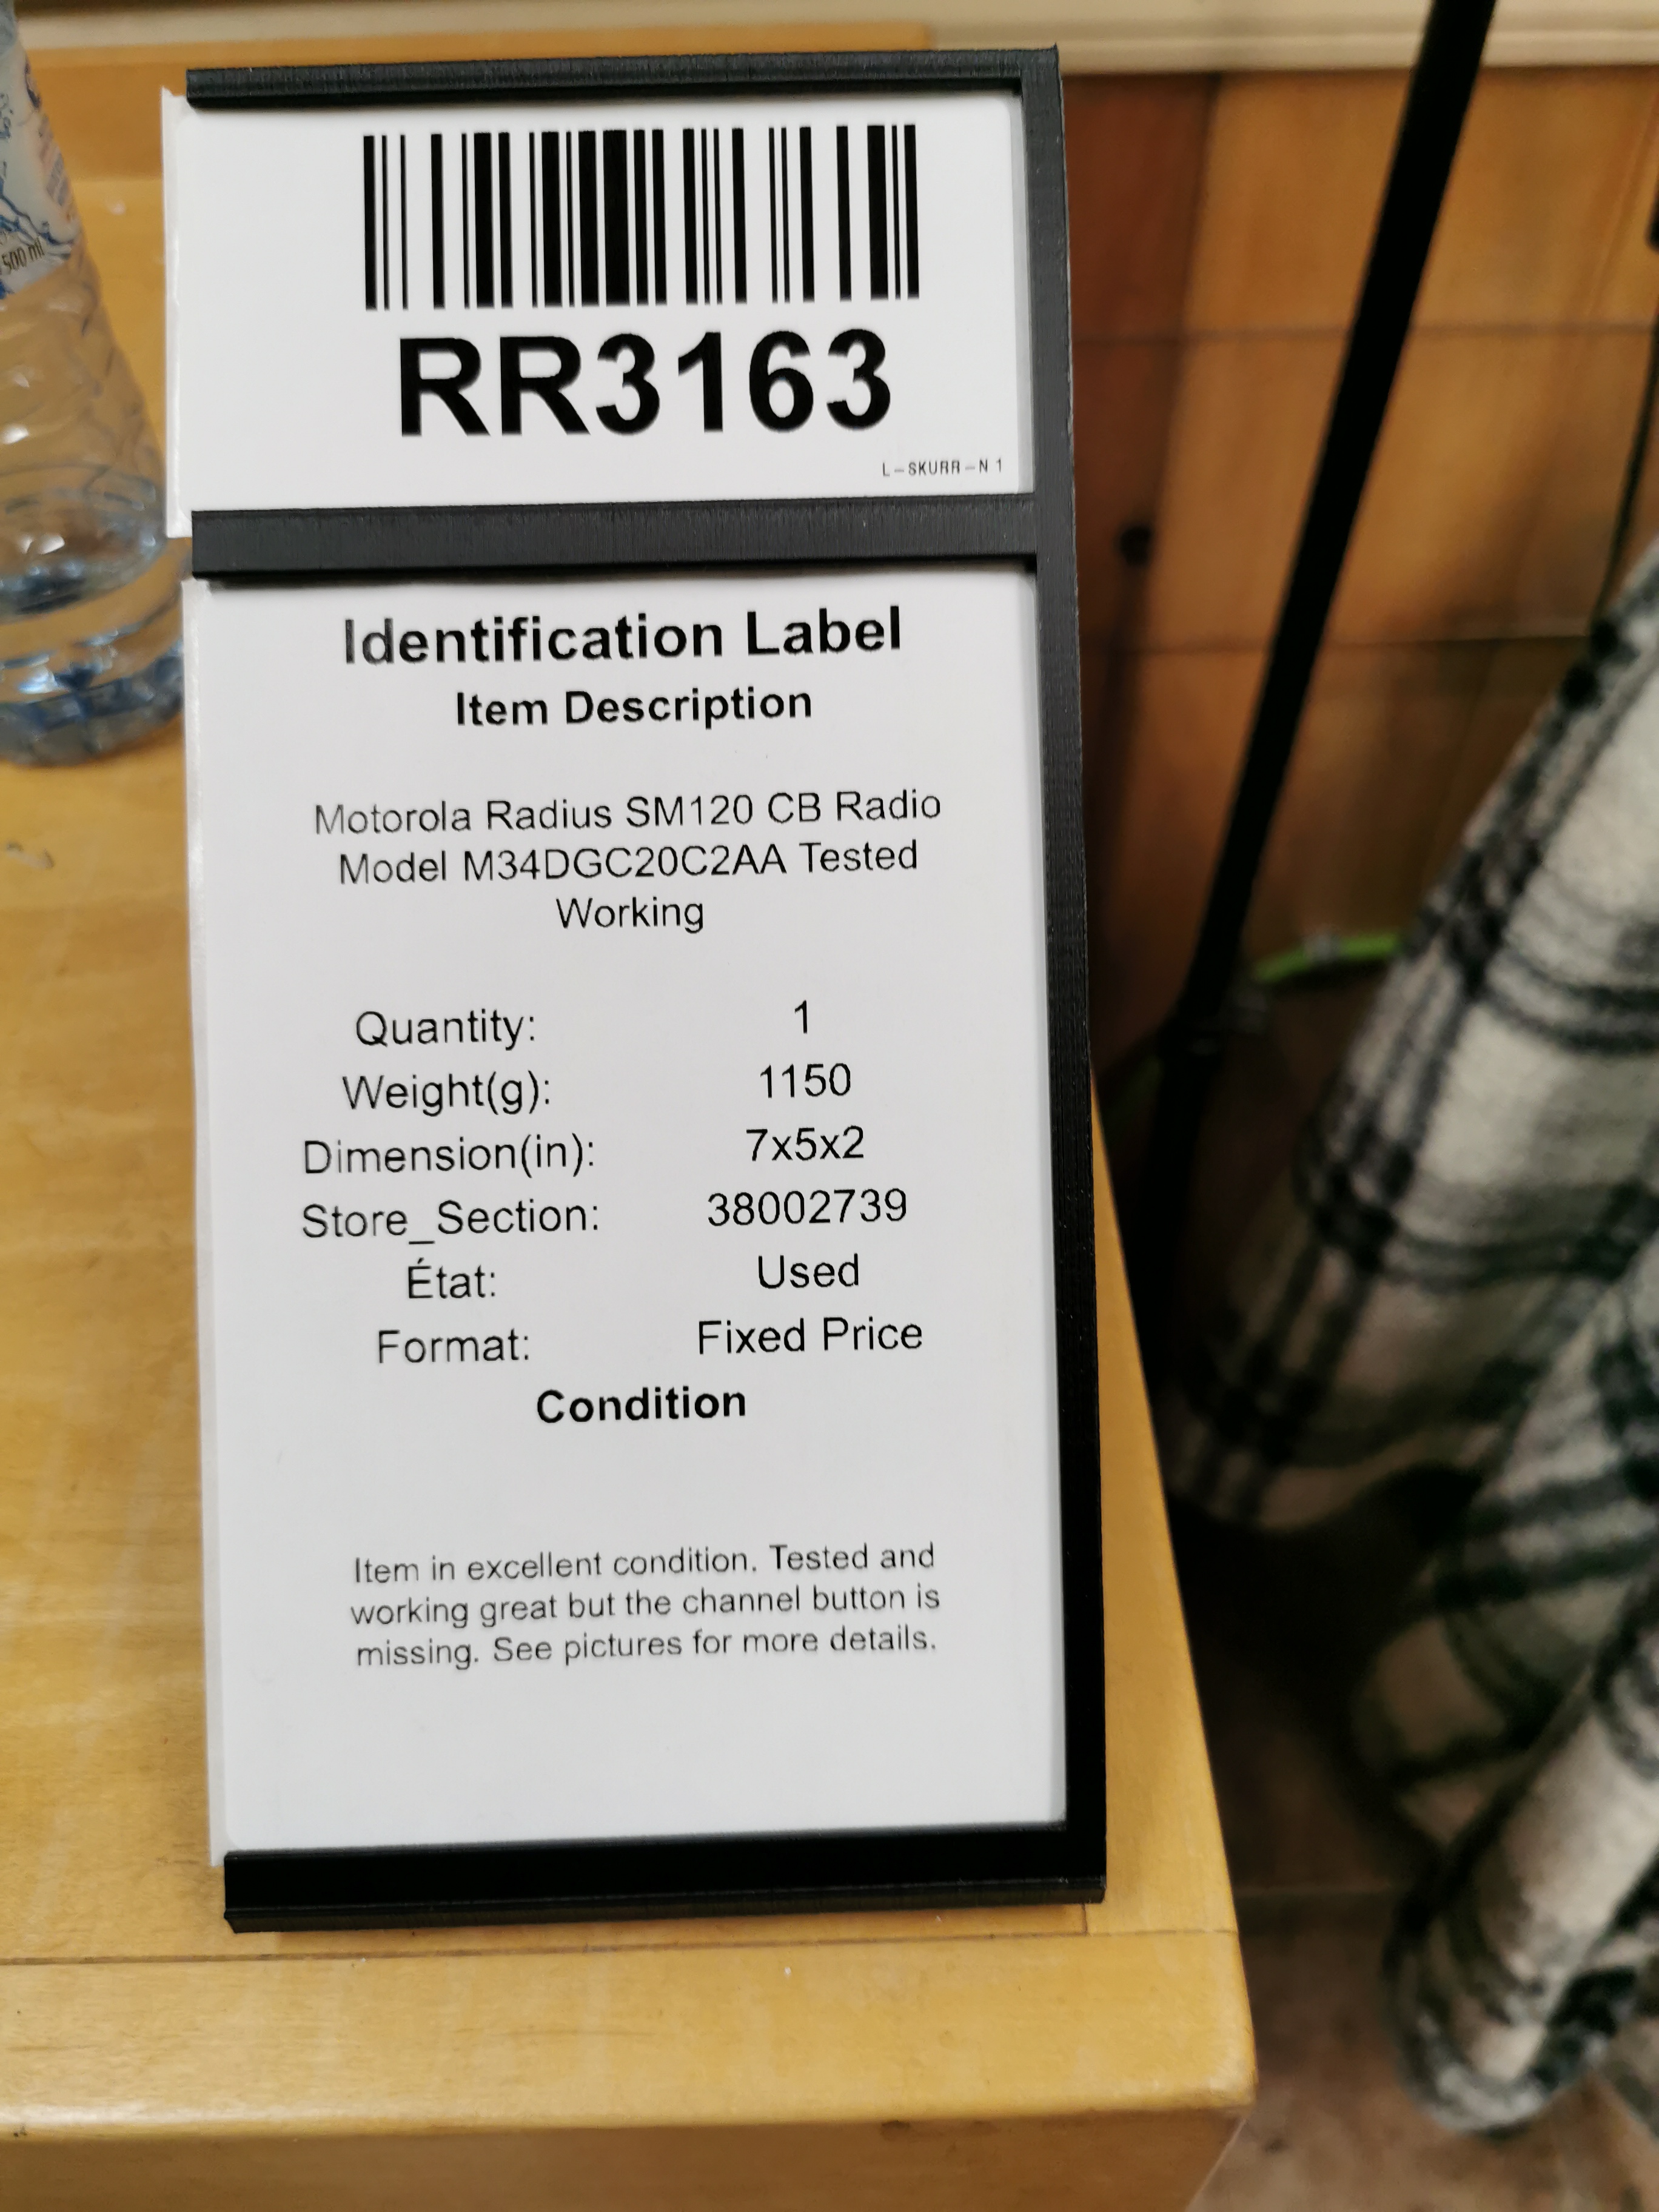 500 ml
RR3163
L-SKURR-N 1
Identification Label
Item Description
Motorola Radius SM120 CB Radio
Model M34DGC20C2AA Tested
Working
Quantity: 1
Weight(g): 1150
Dimension(in): 7x5x2
Store_Section: 38002739
État: Used
Format: Fixed Price
Condition
Item in excellent condition. Tested and
working great but the channel button is
missing. See pictures for more details.